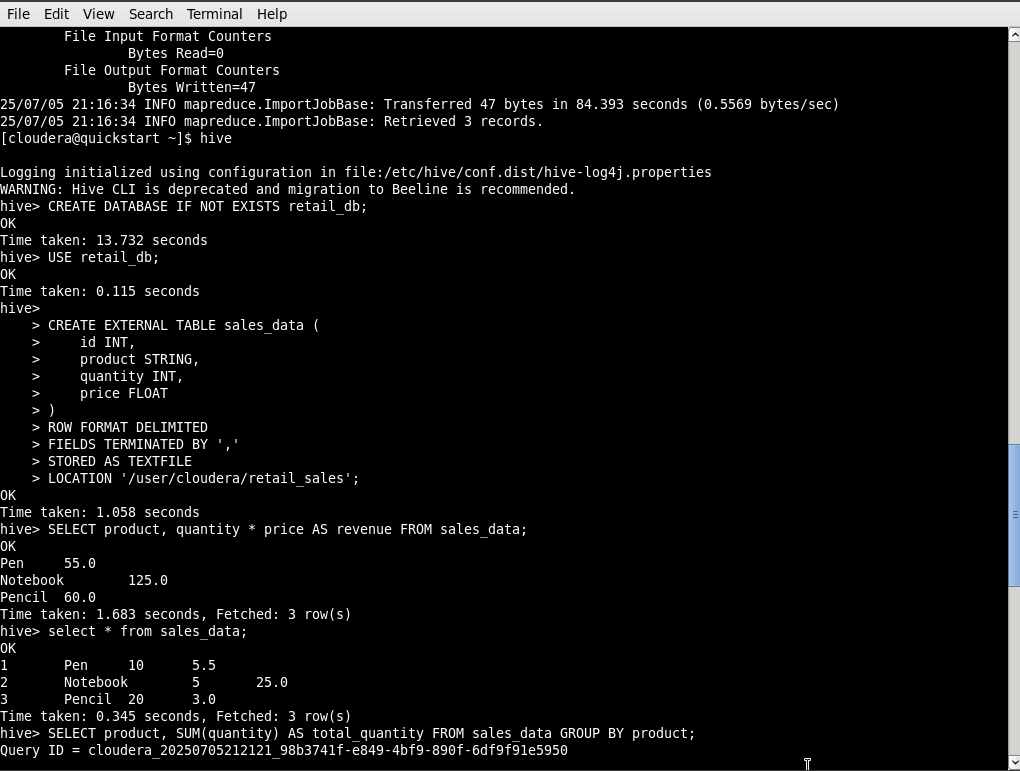 File Edit View Search Terminal Help
File Input Format Counters
Bytes Read=0
File Output Format Counters
Bytes Written=47
25/07/05 21:16:34 INFO mapreduce.ImportJobBase: Transferred 47 bytes in 84.393 seconds (0.5569 bytes/sec)
25/07/05 21:16:34 INFO mapreduce.ImportJobBase: Retrieved 3 records.
[cloudera@quickstart ~]$ hive
Logging initialized using configuration in file:/etc/hive/conf.dist/hive-log4j.properties
WARNING: Hive CLI is deprecated and migration to Beeline is recommended.
hive> CREATE DATABASE IF NOT EXISTS retail_db;
OK
Time taken: 13.732 seconds
hive> USE retail_db;
OK
Time taken: 0.115 seconds
hive>
    > CREATE EXTERNAL TABLE sales_data (
    >     id INT,
    >     product STRING,
    >     quantity INT,
    >     price FLOAT
    > )
    > ROW FORMAT DELIMITED
    > FIELDS TERMINATED BY ','
    > STORED AS TEXTFILE
    > LOCATION '/user/cloudera/retail_sales';
OK
Time taken: 1.058 seconds
hive> SELECT product, quantity * price AS revenue FROM sales_data;
OK
Pen     55.0
Notebook        125.0
Pencil  60.0
Time taken: 1.683 seconds, Fetched: 3 row(s)
hive> select * from sales_data;
OK
1       Pen     10      5.5
2       Notebook        5       25.0
3       Pencil  20      3.0
Time taken: 0.345 seconds, Fetched: 3 row(s)
hive> SELECT product, SUM(quantity) AS total_quantity FROM sales_data GROUP BY product;
Query ID = cloudera_20250705212121_98b3741f-e849-4bf9-890f-6df9f91e5950